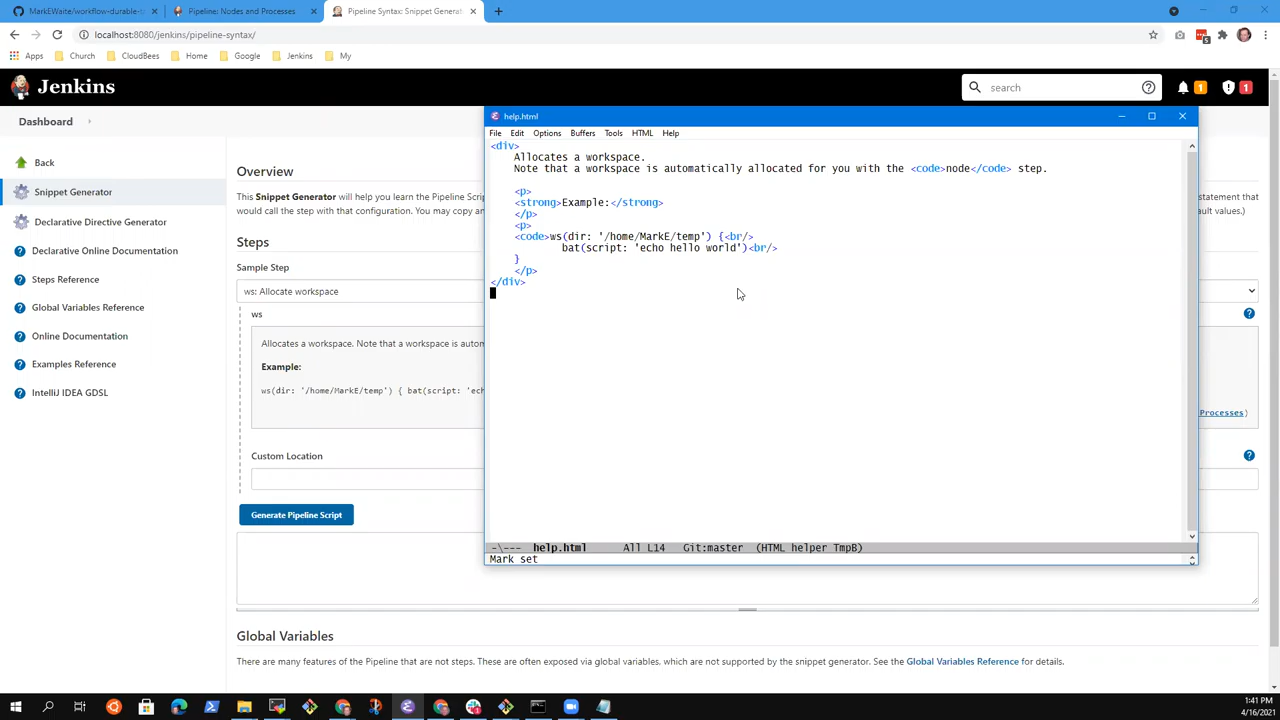 MarkEWaite/workflow-durable-ta
Pipeline: Nodes and Processes
Pipeline Syntax: Snippet Generat
localhost:8080/jenkins/pipeline-syntax/
5
Apps
Church
CloudBees
Home
Google
Jenkins
My
Jenkins
search
1
1
Dashboard
Back
Snippet Generator
Declarative Directive Generator
Declarative Online Documentation
Steps Reference
Global Variables Reference
Online Documentation
Examples Reference
IntelliJ IDEA GDSL
Overview
This Snippet Generator will help you learn the Pipeline Scri
statement that
would call the step with that configuration. You may copy an
ault values.)
Steps
Sample Step
ws: Allocate workspace
ws
Allocates a workspace. Note that a workspace is autom
Example:
ws(dir: '/home/MarkE/temp') { bat(script: 'ech
Processes)
Custom Location
Generate Pipeline Script
Global Variables
There are many features of the Pipeline that are not steps. These are often exposed via global variables, which are not supported by the snippet generator. See the Global Variables Reference for details.
help.html
File Edit Options Buffers Tools HTML Help
<div>
    Allocates a workspace.
    Note that a workspace is automatically allocated for you with the <code>node</code> step.
    <p>
    <strong>Example:</strong>
    </p>
    <p>
    <code>ws(dir: '/home/MarkE/temp') {<br/>
            bat(script: 'echo hello world')<br/>
    }
    </p>
</div>
-\--- help.html All L14 Git:master (HTML helper TmpB)
Mark set
1:41 PM
4/16/2021